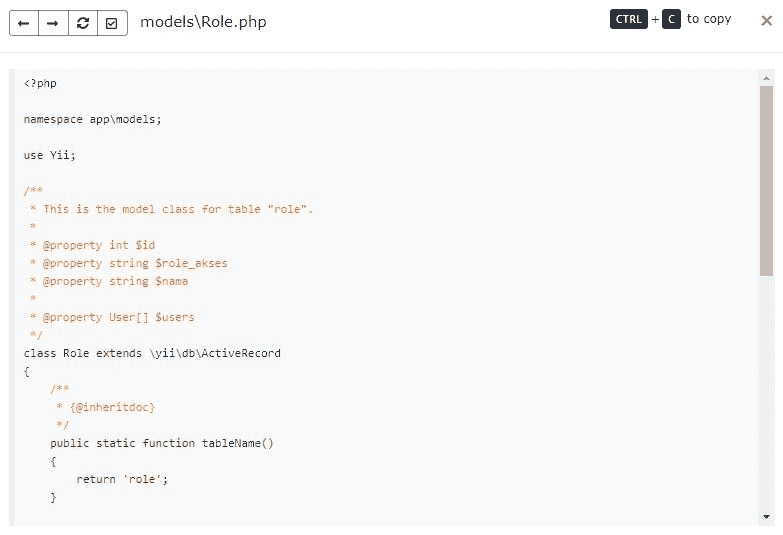 models\Role.php
CTRL + C to copy
<?php
namespace app\models;
use Yii;
/**
* This is the model class for table "role".
*
* @property int $id
* @property string $role_akses
* @property string $nama
*
* @property User[] $users
*/
class Role extends \yii\db\ActiveRecord
{
/**
* {@inheritdoc}
*/
public static function tableName()
{
return 'role';
}